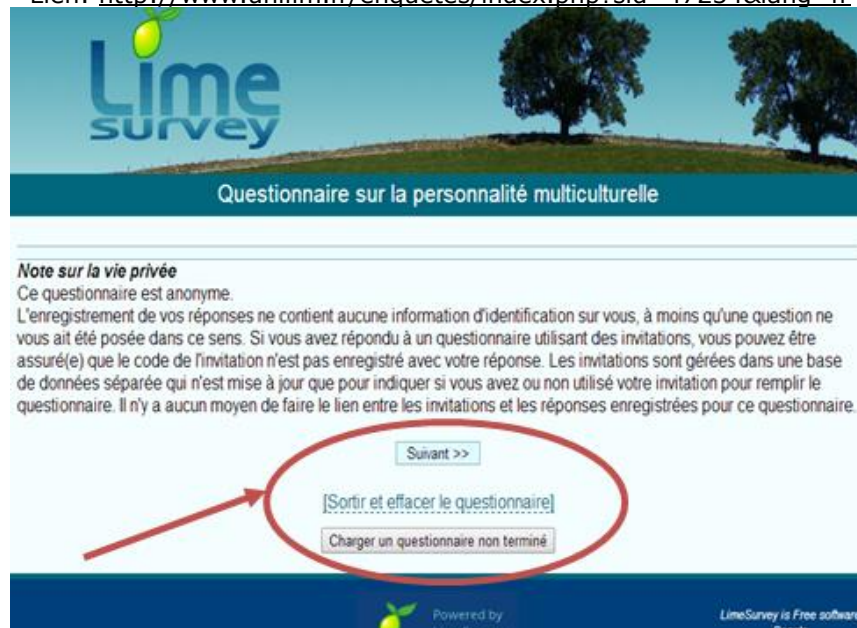 Lime
survey
Questionnaire sur la personnalité multiculturelle
Note sur la vie privée
Ce questionnaire est anonyme.
L'enregistrement de vos réponses ne contient aucune information d'identification sur vous, à moins qu'une question ne
vous ait été posée dans ce sens. Si vous avez répondu à un questionnaire utilisant des invitations, vous pouvez être
assuré(e) que le code de l'invitation n'est pas enregistré avec votre réponse. Les invitations sont gérées dans une base
de données séparée qui n'est mise à jour que pour indiquer si vous avez ou non utilisé votre invitation pour remplir le
questionnaire. Il n'y a aucun moyen de faire le lien entre les invitations et les réponses enregistrées pour ce questionnaire.
Suivant >>
[Sortir et effacer le questionnaire]
Charger un questionnaire non terminé
Powered by
LimeSurvey is Free software